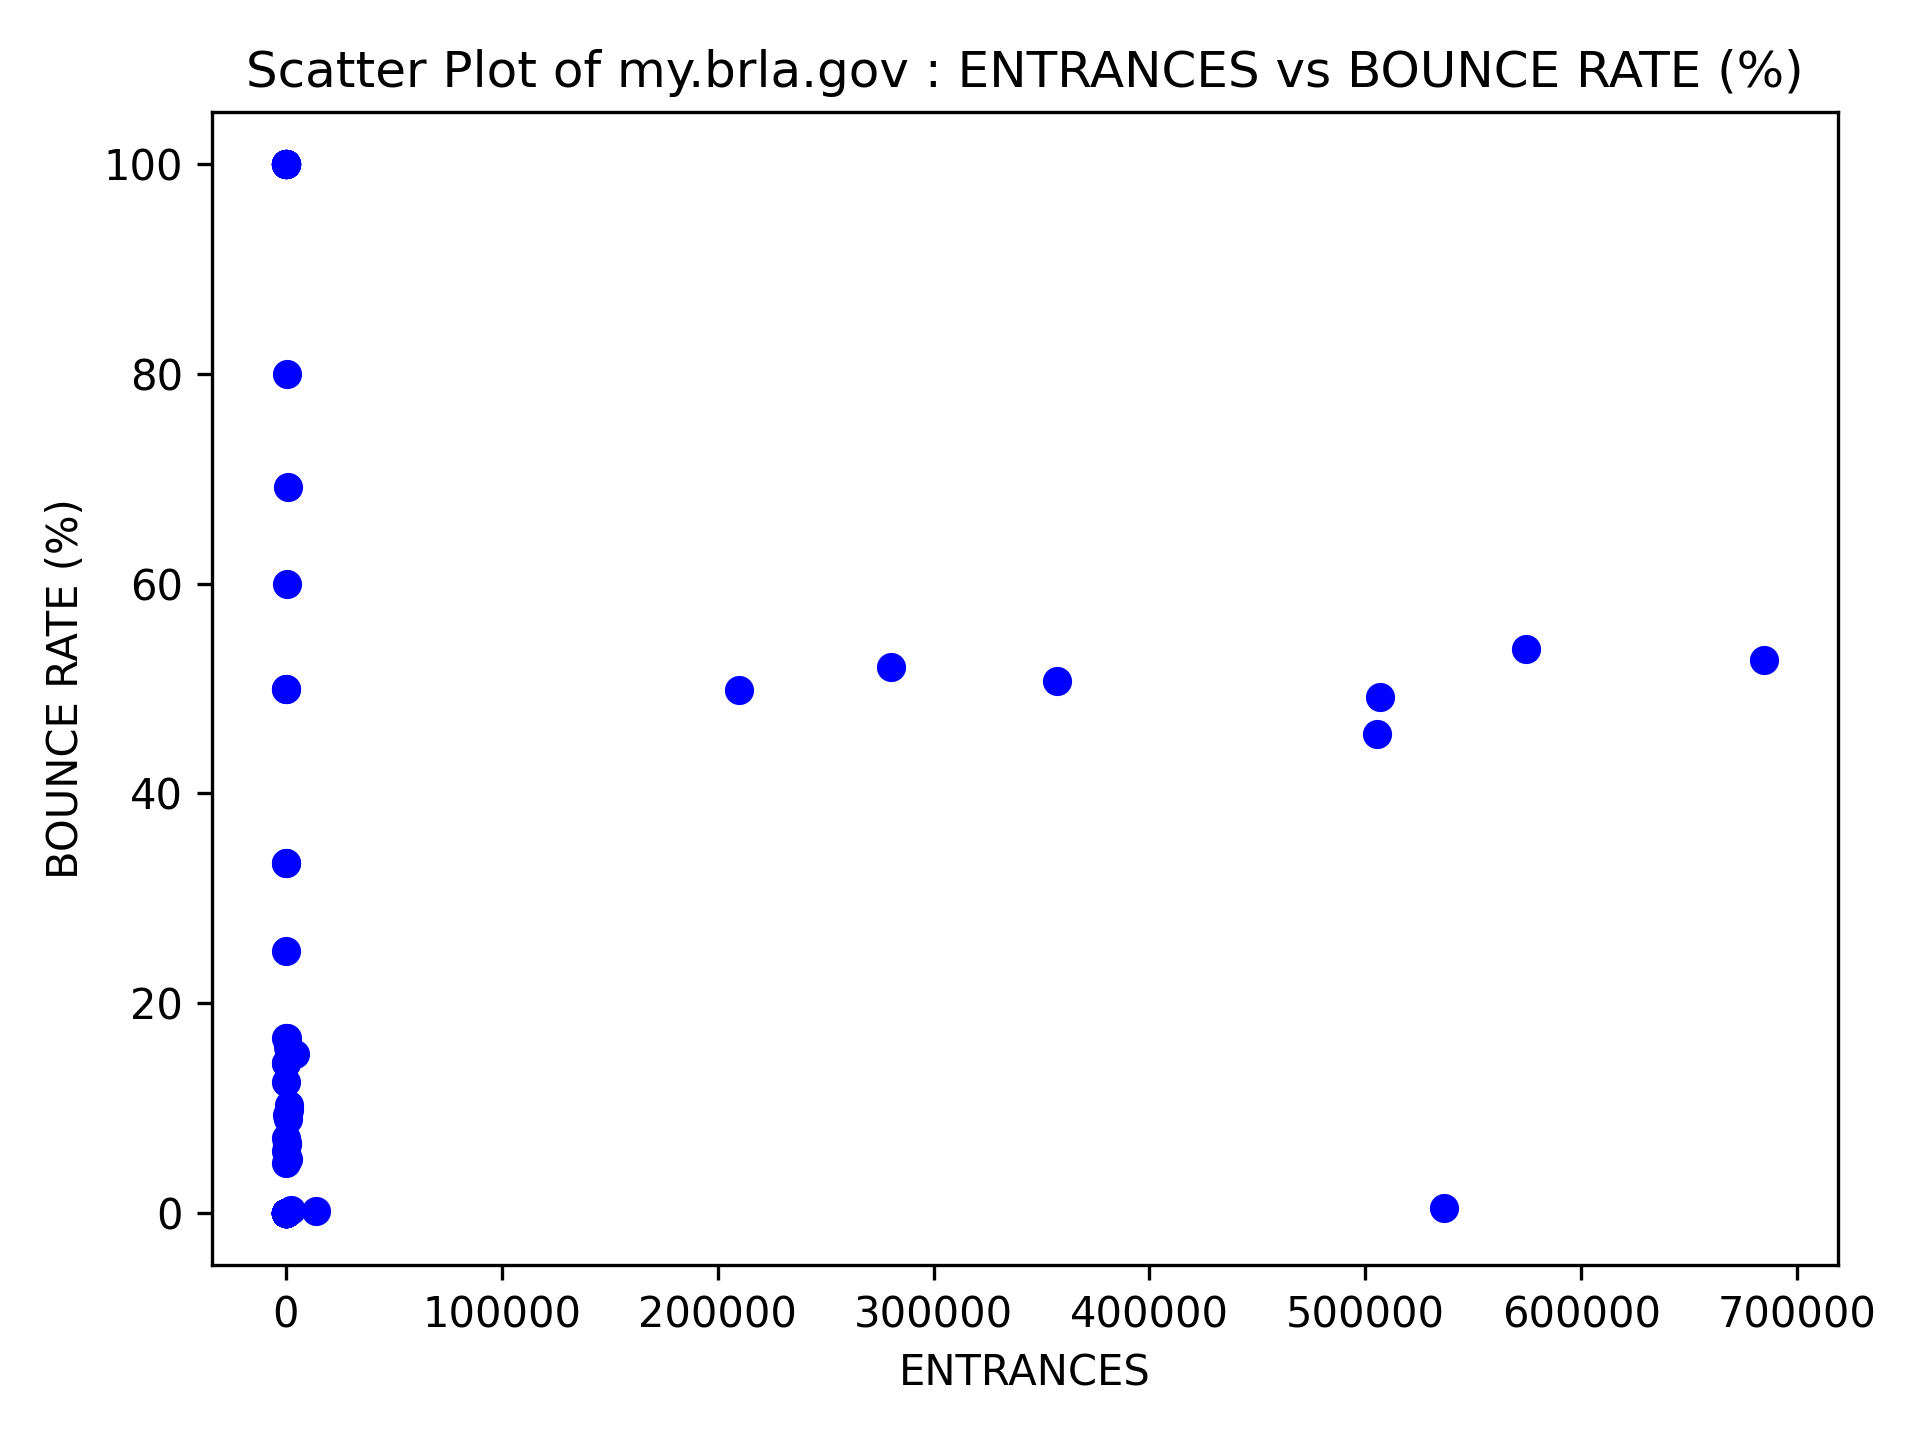 Scatter Plot of my.brla.gov : ENTRANCES vs BOUNCE RATE (%)
BOUNCE RATE (%)
100
80
60
40
20
0
0 100000 200000 300000 400000 500000 600000 700000
ENTRANCES